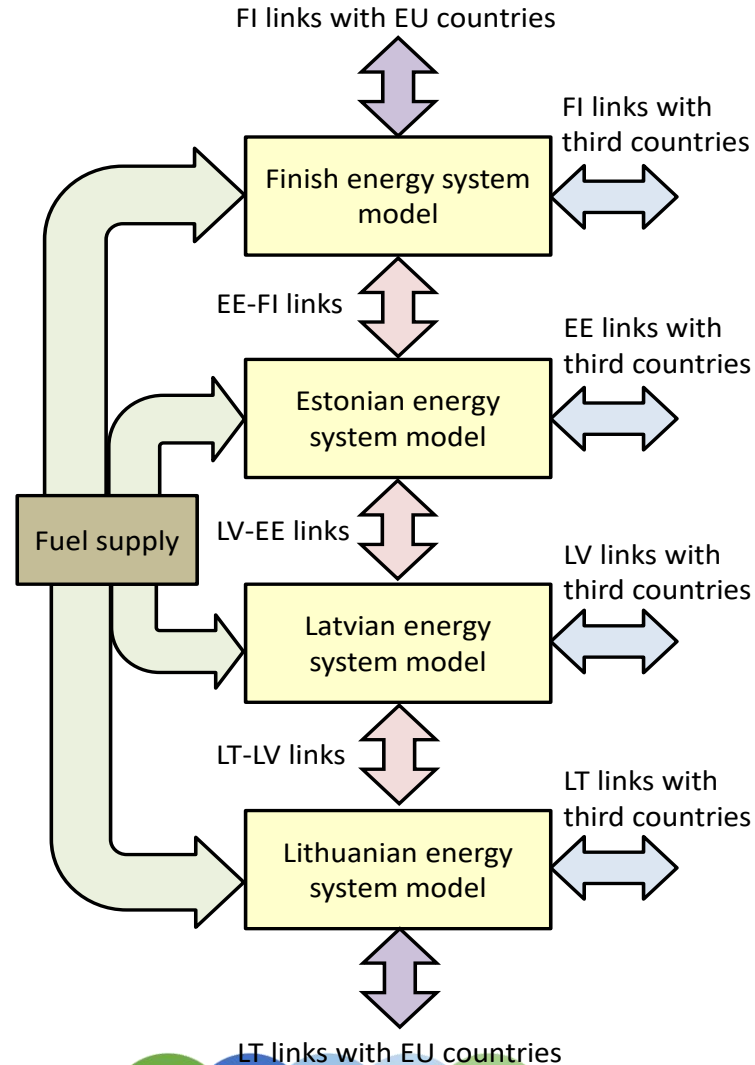 FI links with EU countries
FI links with
third countries
Finish energy system
model
EE-FI links
EE links with
third countries
Estonian energy
system model
Fuel supply
LV-EE links
LV links with
third countries
Latvian energy
system model
LT-LV links
LT links with
third countries
Lithuanian energy
system model
LT links with EU countries